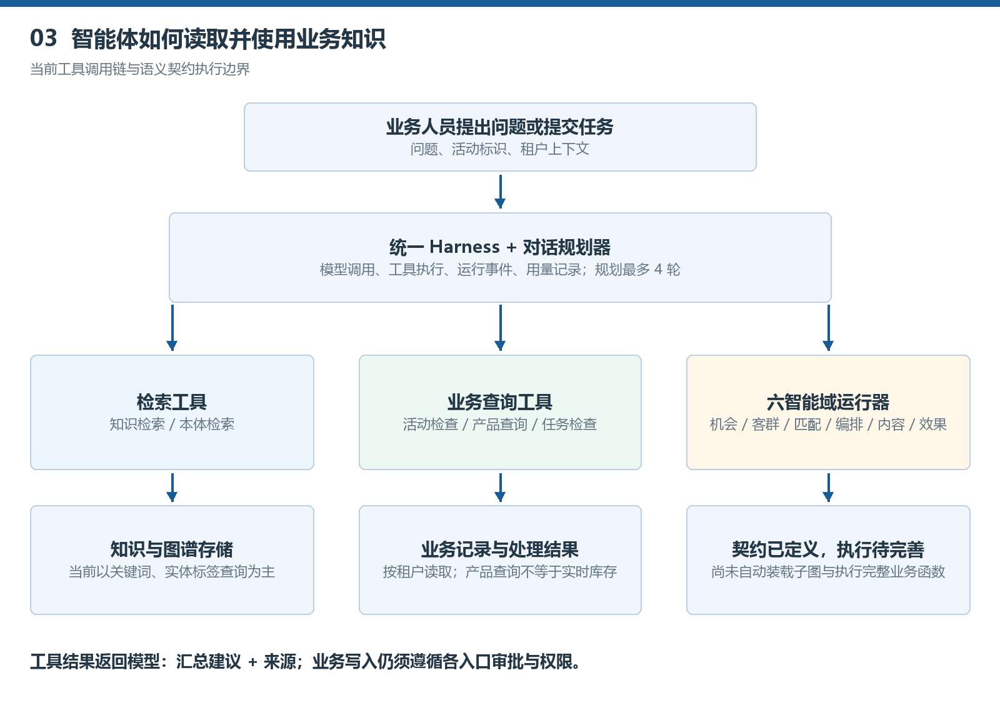 03 智能体如何读取并使用业务知识
当前工具调用链与语义契约执行边界
业务人员提出问题或提交任务
问题、活动标识、租户上下文
统一 Harness + 对话规划器
模型调用、工具执行、运行事件、用量记录；规划最多 4 轮
检索工具
知识检索 / 本体检索
业务查询工具
活动检查 / 产品查询 / 任务检查
六智能域运行器
机会 / 客群 / 匹配 / 编排 / 内容 / 效果
知识与图谱存储
当前以关键词、实体标签查询为主
业务记录与处理结果
按租户读取；产品查询不等于实时库存
契约已定义，执行待完善
尚未自动装载子图与执行完整业务函数
工具结果返回模型：汇总建议 + 来源；业务写入仍须遵循各入口审批与权限。